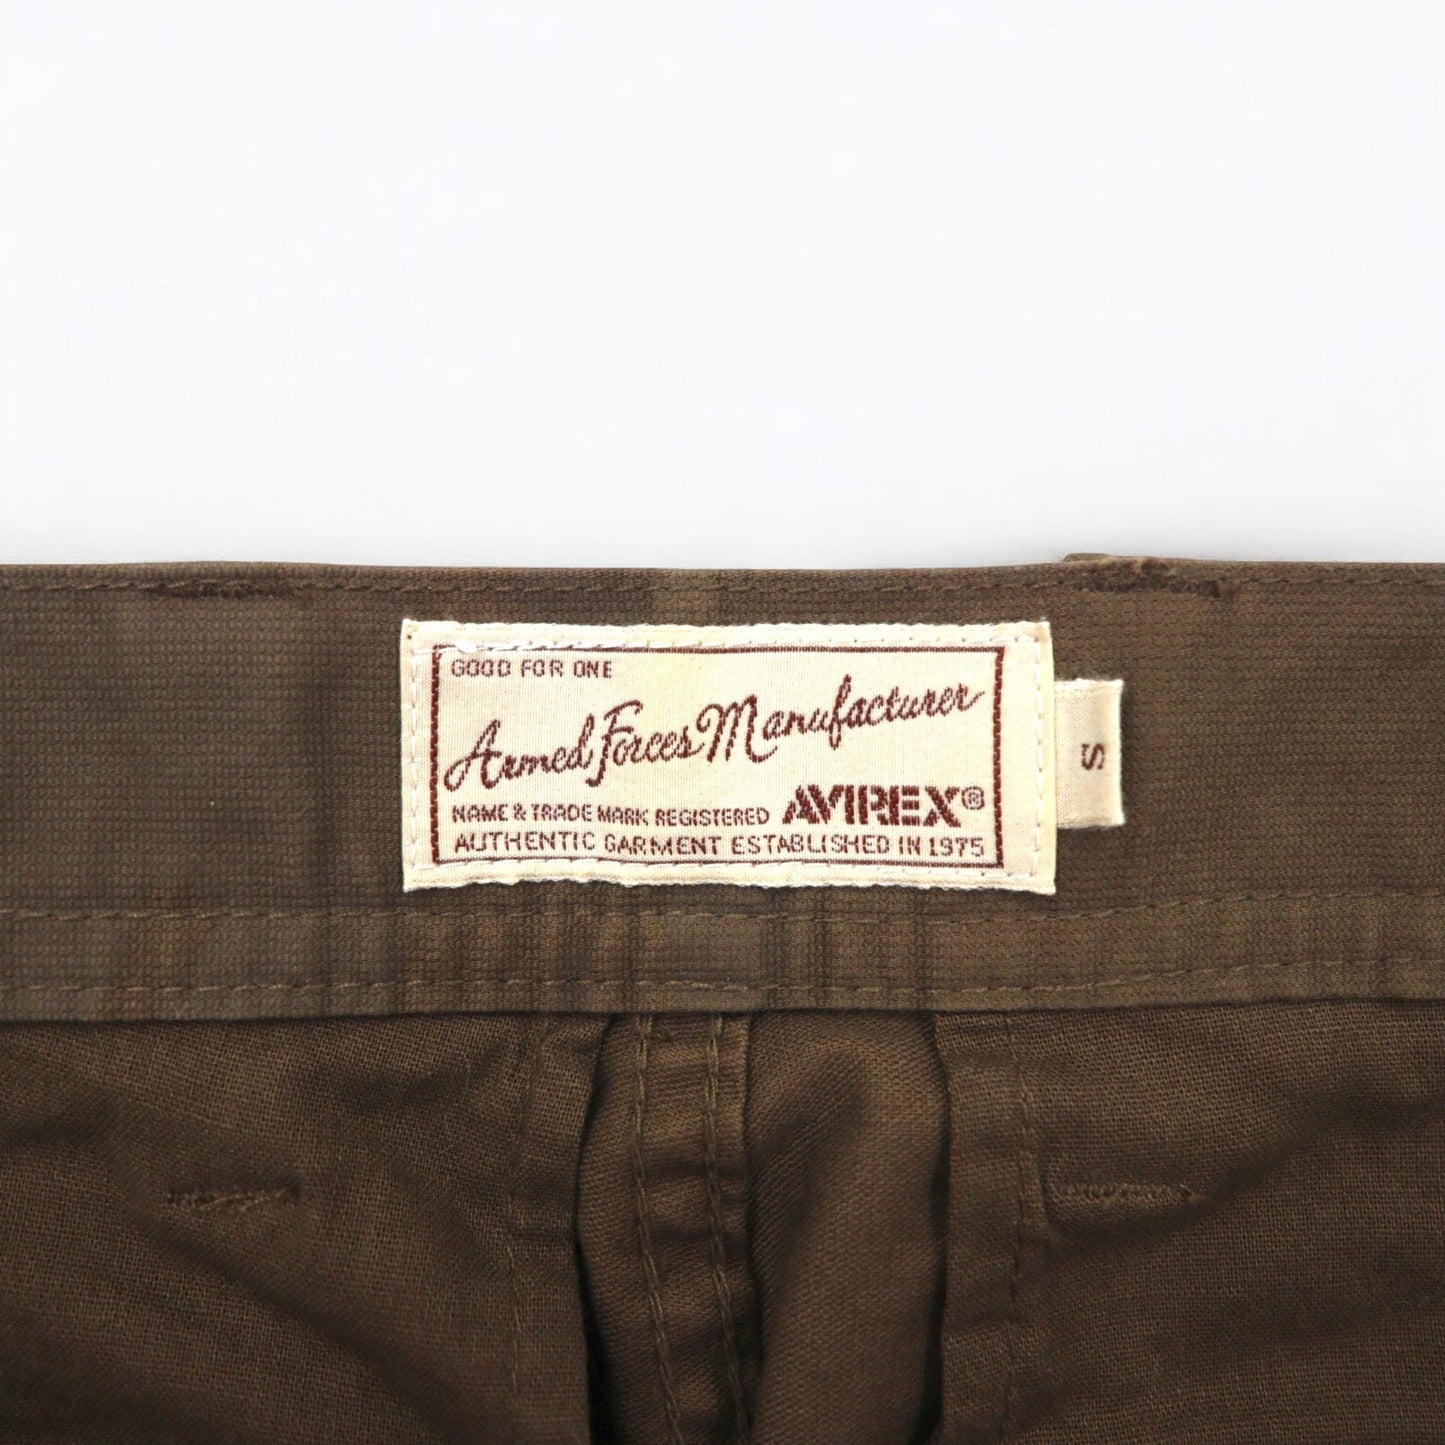 GOOD FOR ONE
Armed Forces Manufacturer
NAME & TRADE MARK REGISTERED AVIREX®
AUTHENTIC GARMENT ESTABLISHED IN 1975
S